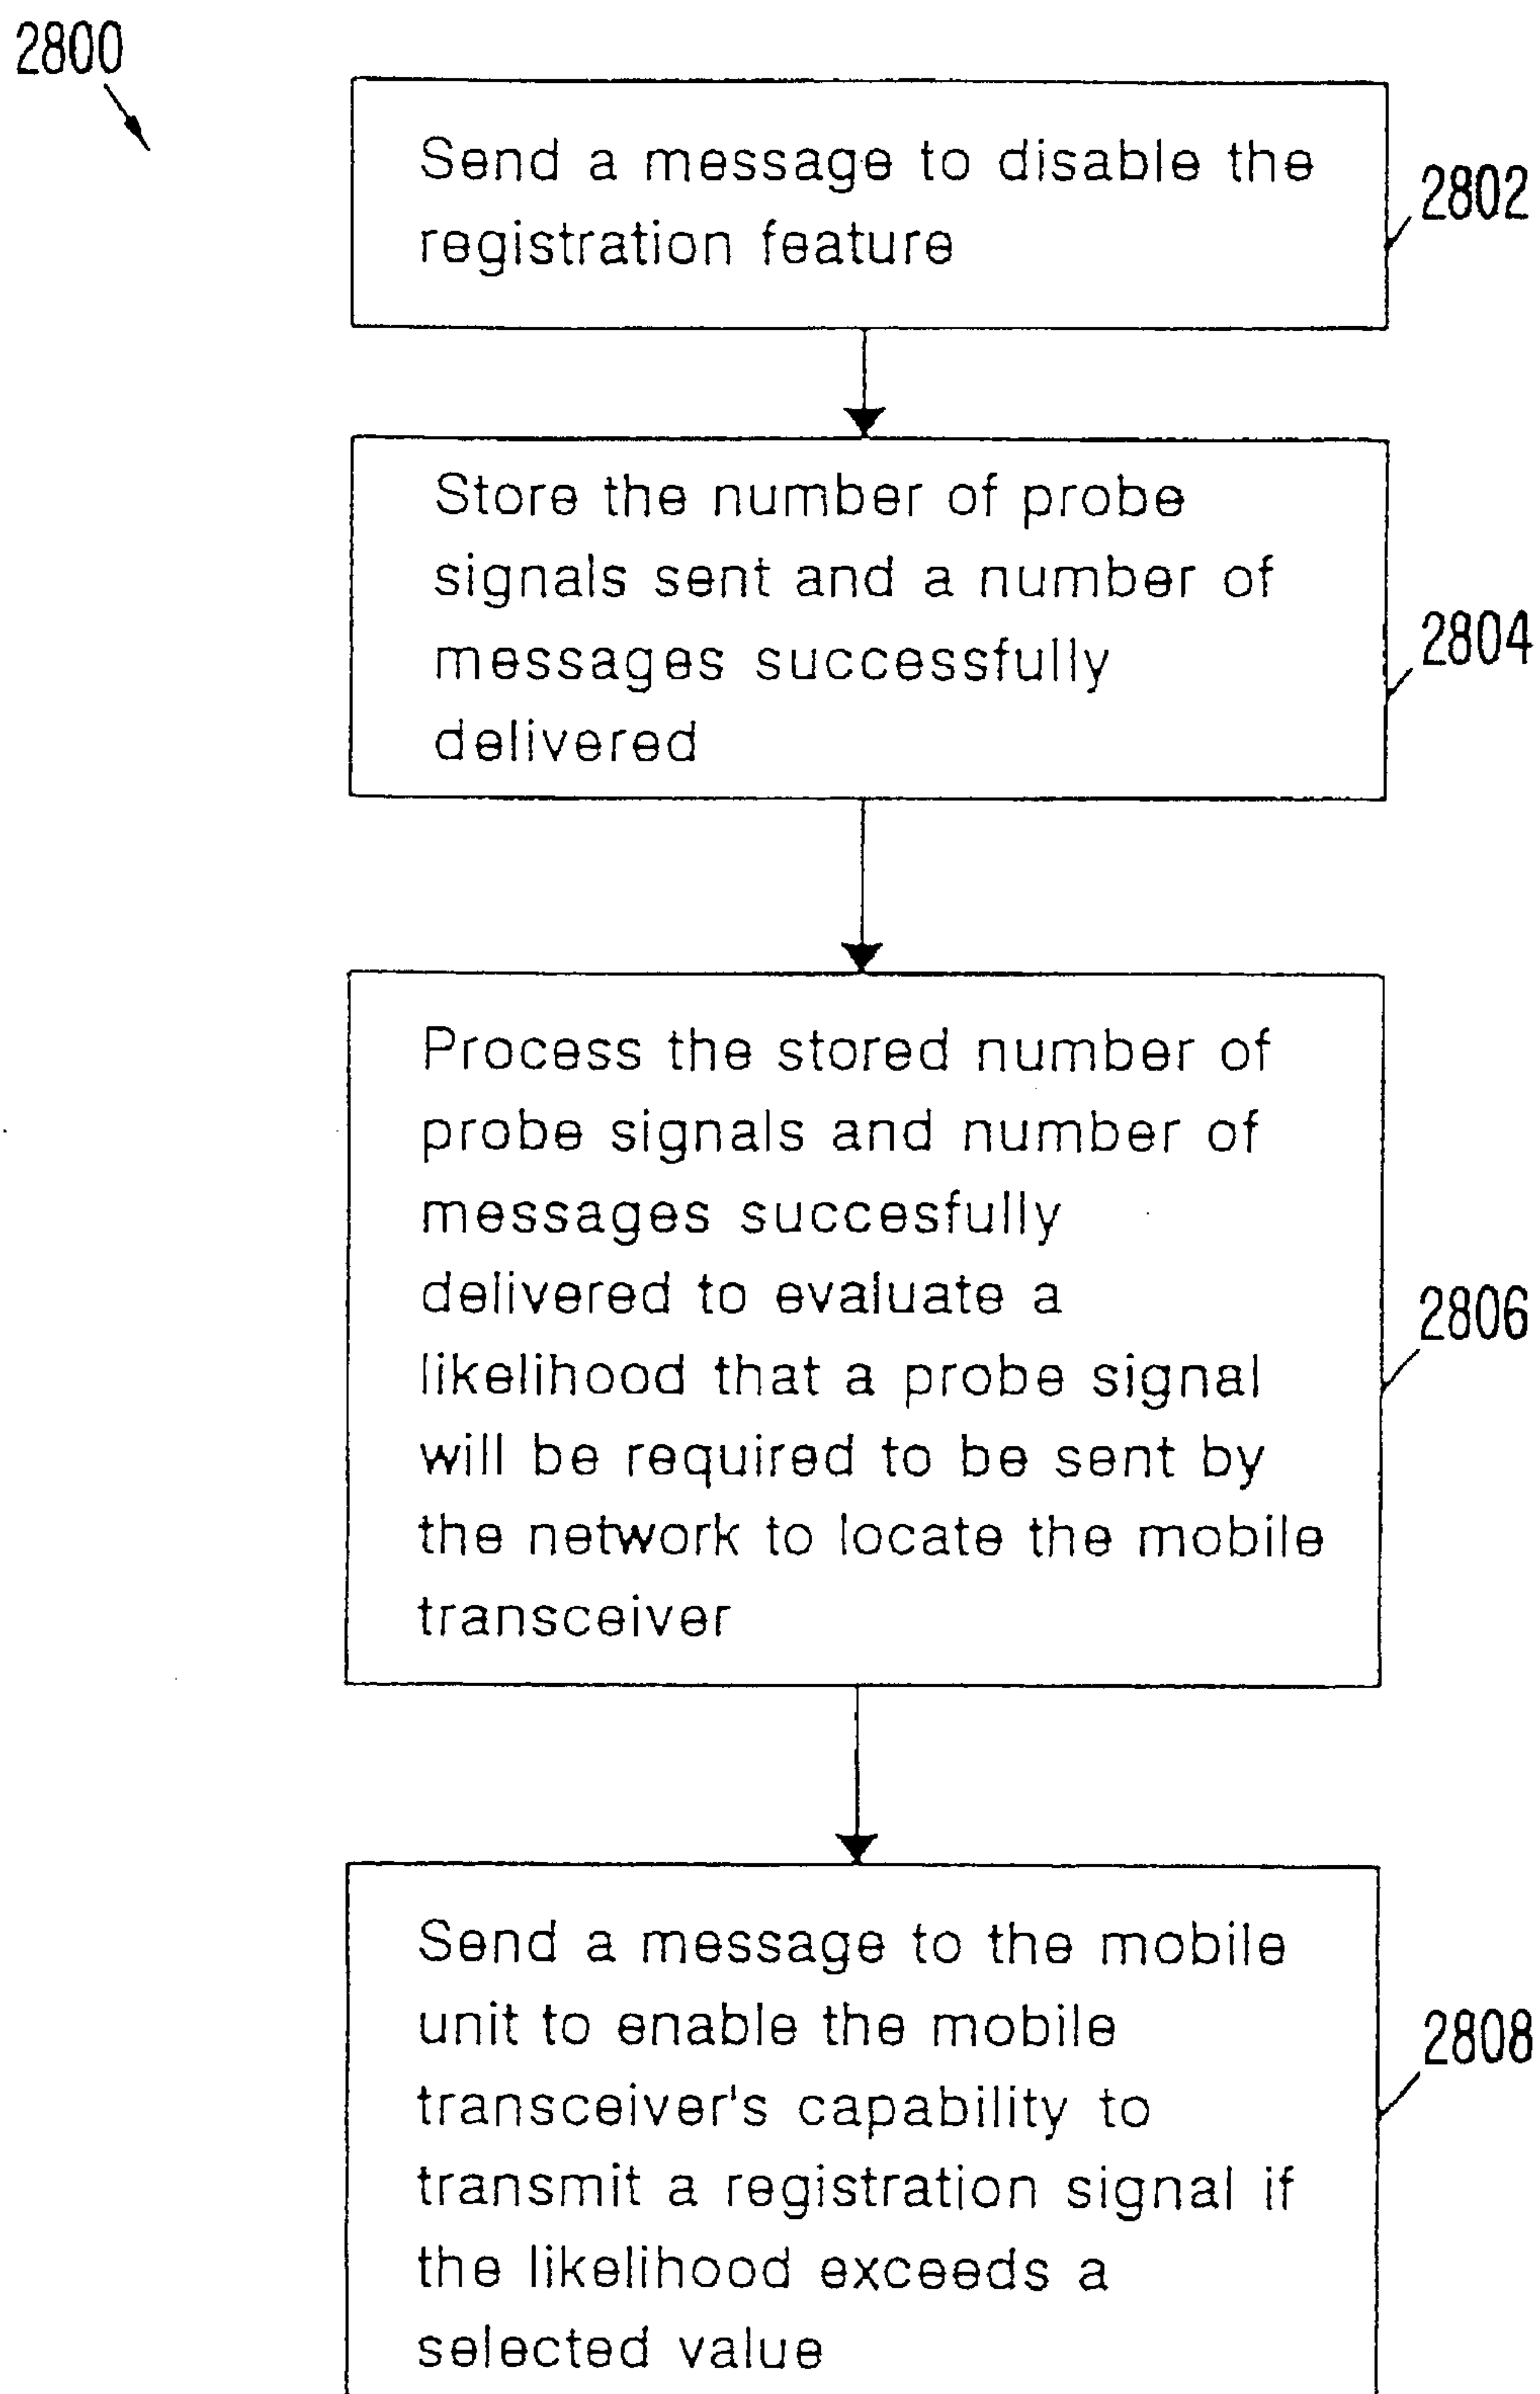 2800
Send a message to disable the
registration feature
2802
Store the number of probe
signals sent and a number of
messages successfully
delivered
2804
Process the stored number of
probe signals and number of
messages succesfully
delivered to evaluate a
likelihood that a probe signal
will be required to be sent by
the network to locate the mobile
transceiver
2806
Send a message to the mobile
unit to enable the mobile
transceiver's capability to
transmit a registration signal if
the likelihood exceeds a
selected value
2808